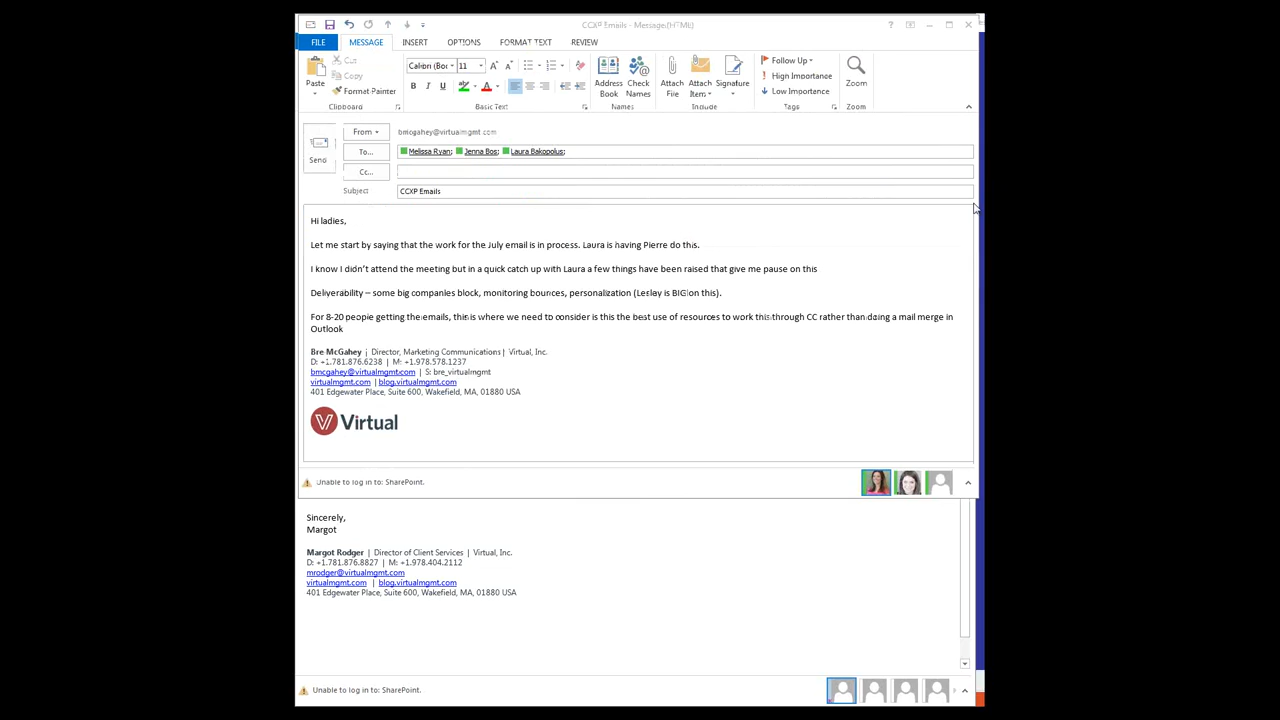 CCXP Emails - Message (HTML)
FILE MESSAGE INSERT OPTIONS FORMAT TEXT REVIEW
Cut
Copy
Paste
Format Painter
Clipboard
Calibri (Bo 11
B I U
Basic Text
Address Book
Check Names
Names
Attach File
Attach Item
Signature
Include
Follow Up
High Importance
Low Importance
Tags
Zoom
Zoom
Send
From bmcgahey@virtualmgmt.com
To... Melissa Ryan; Jenna Bos; Laura Bakopolus;
Cc...
Subject CCXP Emails
Hi ladies,
Let me start by saying that the work for the July email is in process. Laura is having Pierre do this.
I know I didn't attend the meeting but in a quick catch up with Laura a few things have been raised that give me pause on this
Deliverability – some big companies block, monitoring bounces, personalization (Lesley is BIG on this).
For 8-20 people getting the emails, this is where we need to consider is this the best use of resources to work this through CC rather than doing a mail merge in
Outlook
Bre McGahey | Director, Marketing Communications | Virtual, Inc.
D: +1.781.876.6238 | M: +1.978.578.1237
bmcgahey@virtualmgmt.com | S: bre_virtualmgmt
virtualmgmt.com | blog.virtualmgmt.com
401 Edgewater Place, Suite 600, Wakefield, MA, 01880 USA
Virtual
Unable to log in to: SharePoint.
Sincerely,
Margot
Margot Rodger | Director of Client Services | Virtual, Inc.
D: +1.781.876.8827 | M: +1.978.404.2112
mrodger@virtualmgmt.com
virtualmgmt.com | blog.virtualmgmt.com
401 Edgewater Place, Suite 600, Wakefield, MA, 01880 USA
Unable to log in to: SharePoint.